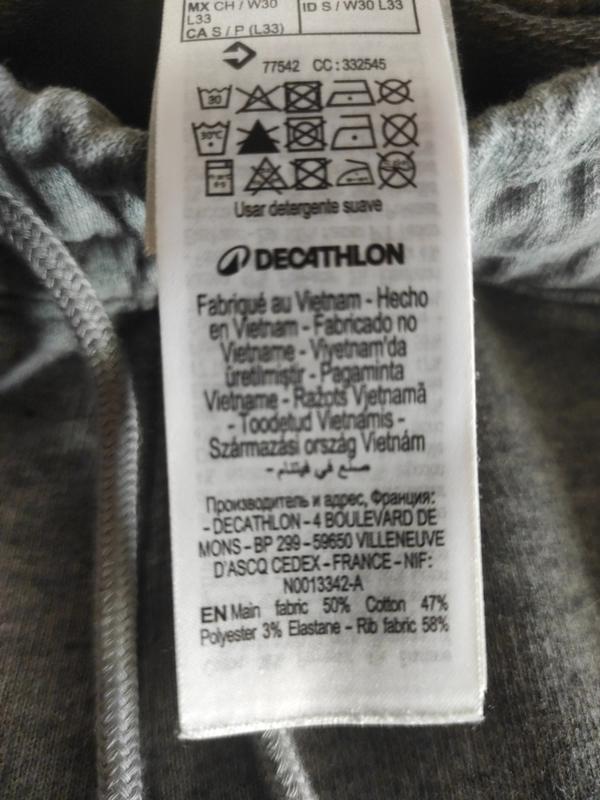 MX CH / W30
L33
CA S / P (L33)
ID S / W30 L33
77542 CC : 332545
30
30°C
Usar detergente suave
DECATHLON
Fabriqué au Vietnam - Hecho
en Vietnam - Fabricado no
Vietname - Viyetnam'da
üretilmiştir - Pagaminta
Vietname - Ražots Vjetnamā
- Toodetud Vietnamis -
Származási ország Vietnám
- صنع في فيتنام -
Производитель и адрес, Франция:
- DECATHLON - 4 BOULEVARD DE
MONS - BP 299 - 59650 VILLENEUVE
D'ASCQ CEDEX - FRANCE - NIF:
N0013342-A
EN Main fabric 50% Cotton 47%
Polyester 3% Elastane - Rib fabric 58%